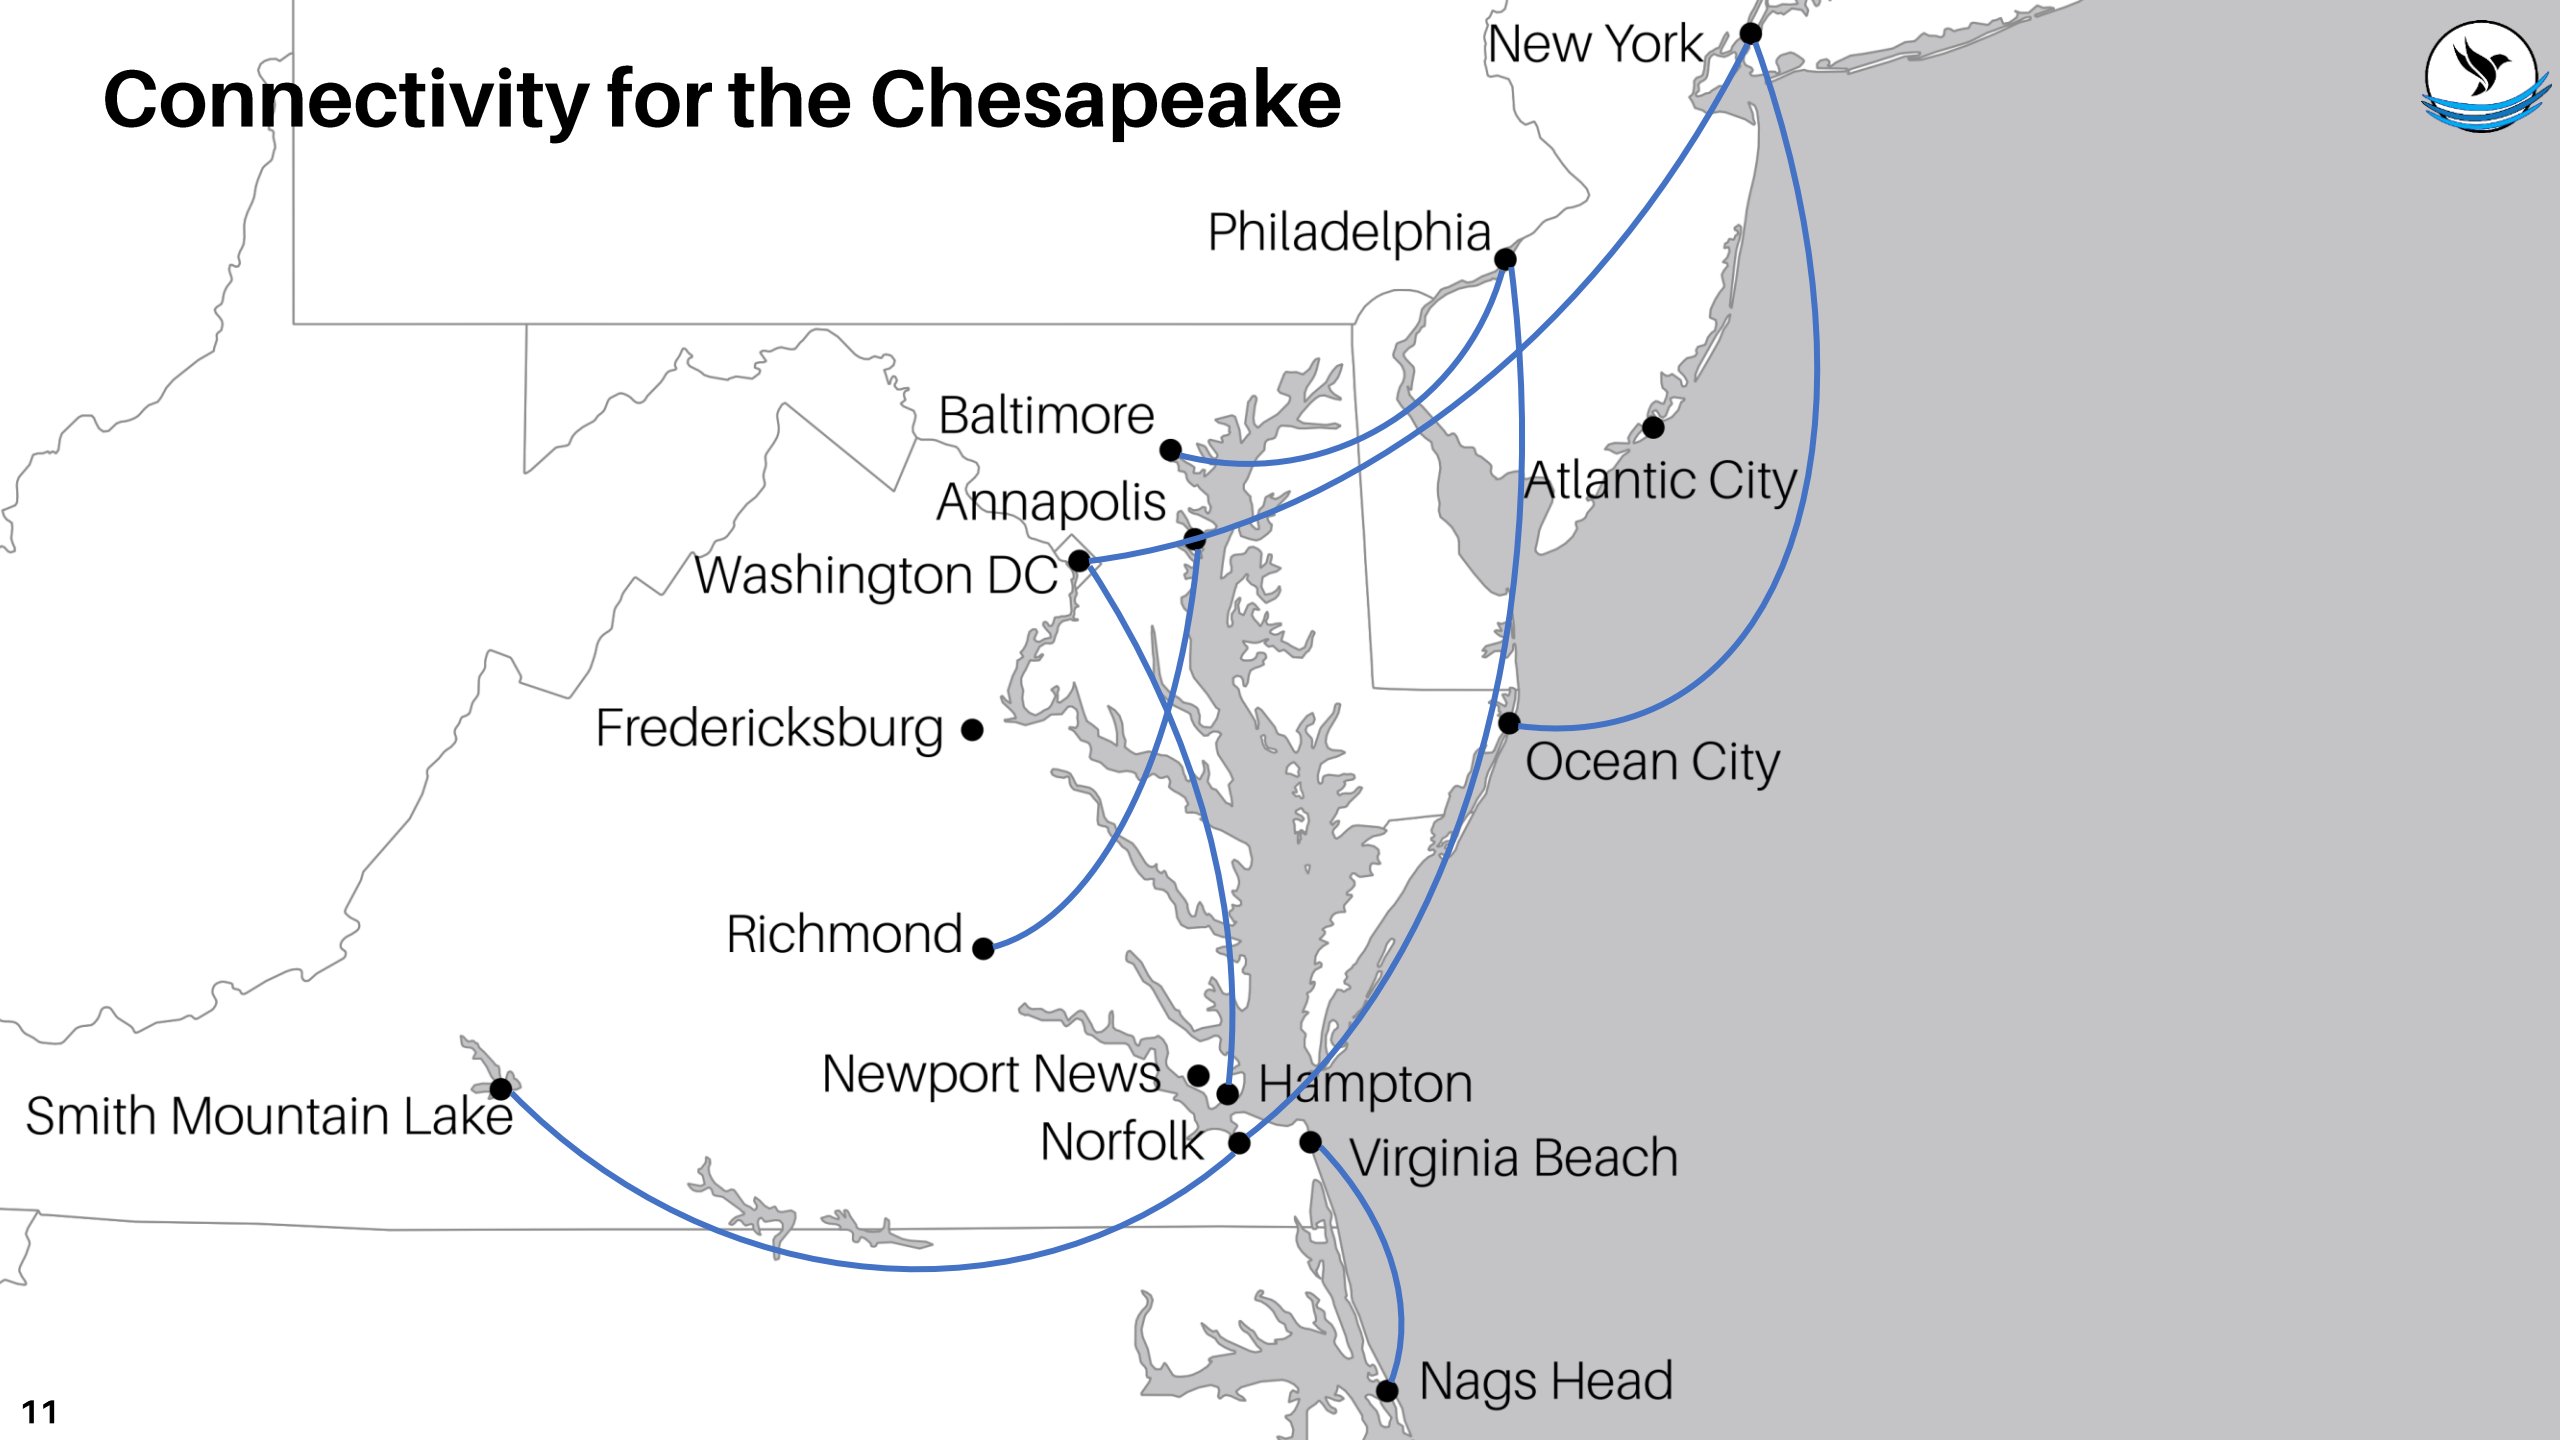 New York
Connectivity for the Chesapeake
Philadelphia
Baltimore
Atlantic City
Annapolis
Washington DC
Fredericksburg
Ocean City
Richmond
Newport News
Hampton
Smith Mountain Lake
Norfolk
Virginia Beach
Nags Head
11